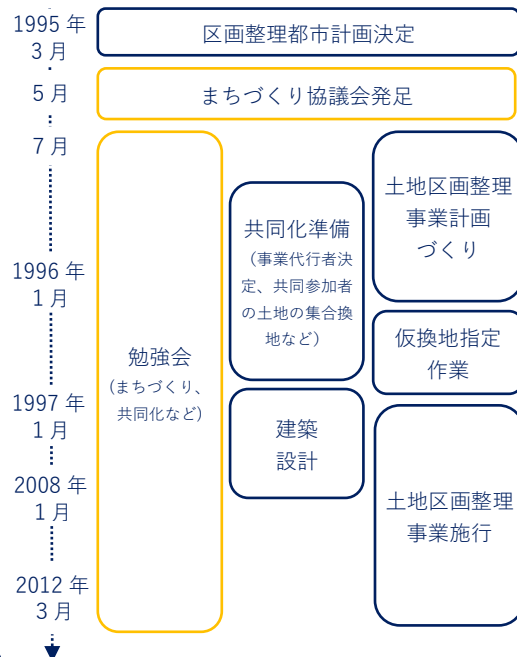 1995 年
3 月
区画整理都市計画決定
5 月
まちづくり協議会発足
7 月
1996 年
1 月
1997 年
1 月
2008 年
1 月
2012 年
3 月
勉強会
(まちづくり、
共同化など)
共同化準備
（事業代行者決
定、共同参加者
の土地の集合換
地など）
建築
設計
土地区画整理
事業計画
づくり
仮換地指定
作業
土地区画整理
事業施行